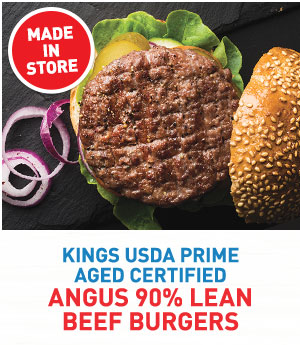 MADE
IN
STORE
KINGS USDA PRIME
AGED CERTIFIED
ANGUS 90% LEAN
BEEF BURGERS